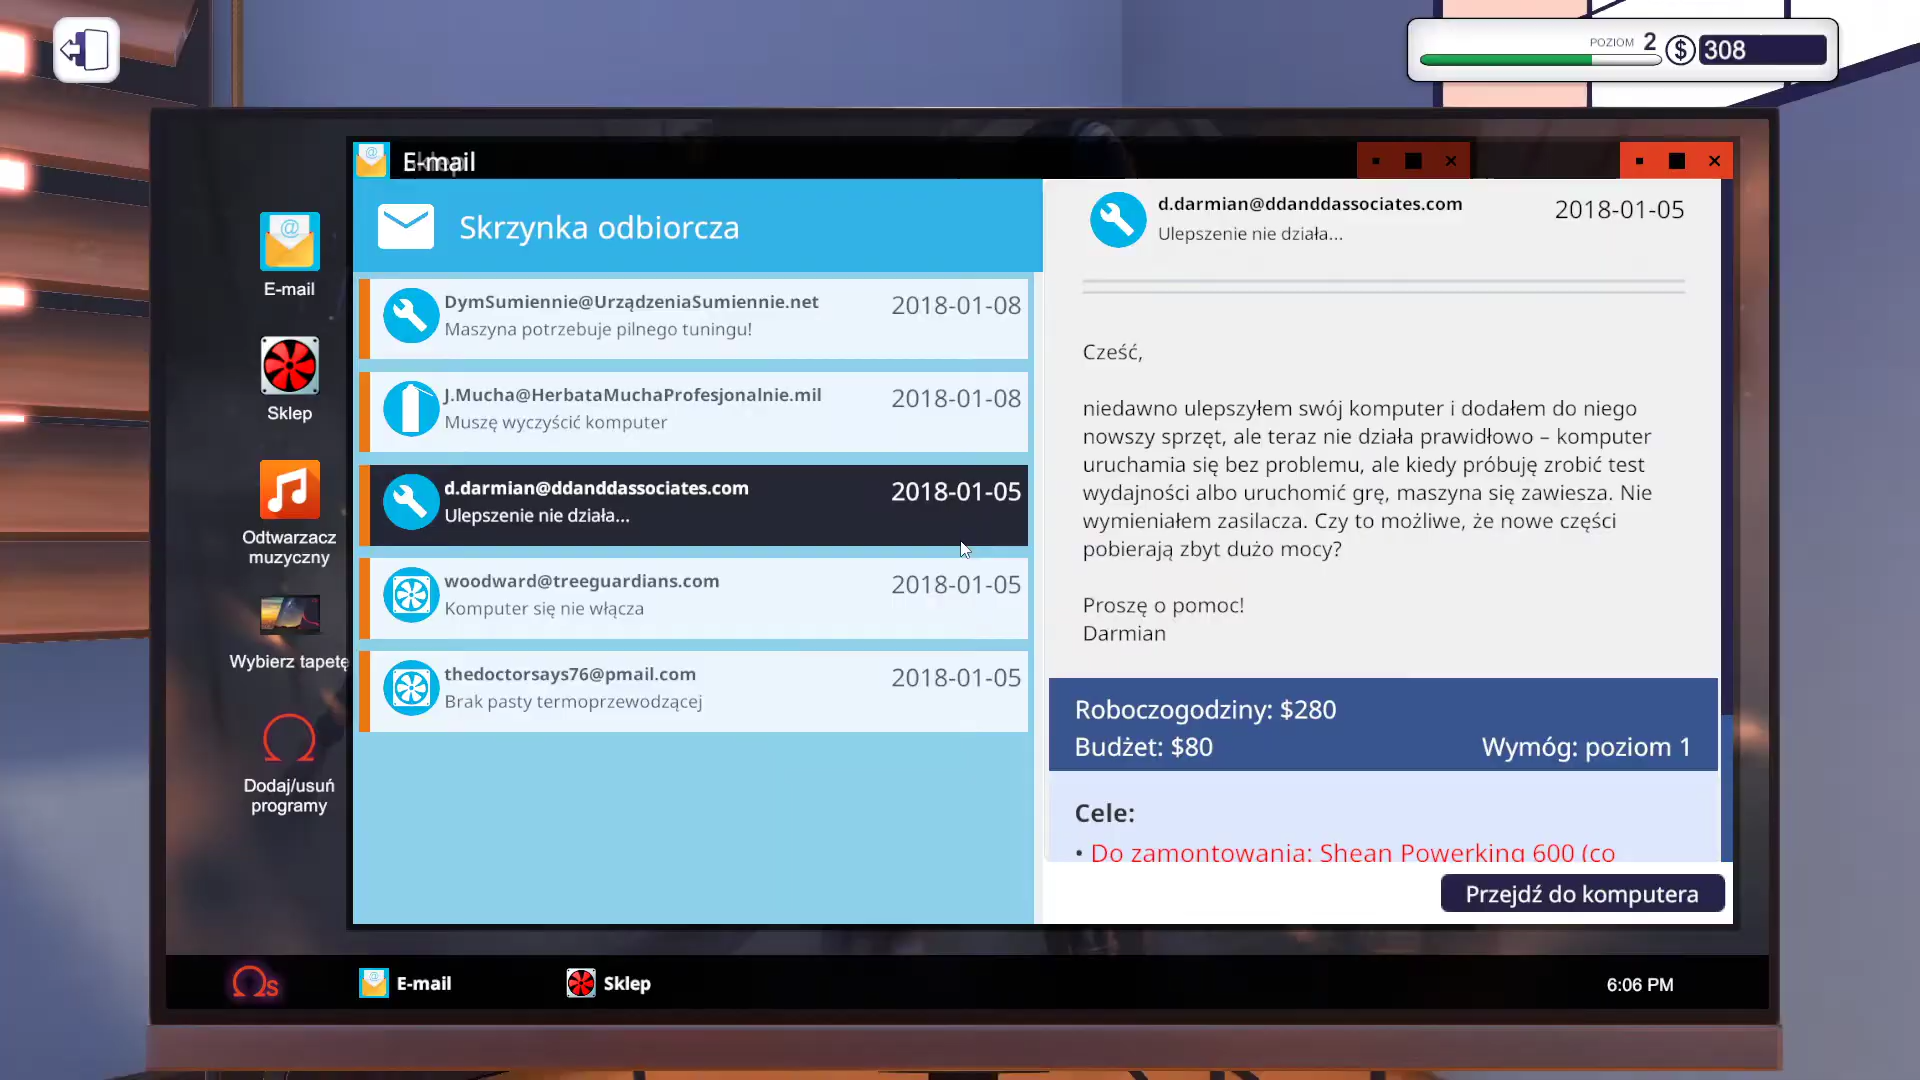 POZIOM 2
308
E-mail
Skrzynka odbiorcza
DymSumiennie@UrządzeniaSumiennie.net
2018-01-08
Maszyna potrzebuje pilnego tuningu!
J.Mucha@HerbataMuchaProfesjonalnie.mil
2018-01-08
Muszę wyczyścić komputer
d.darmian@ddanddassociates.com
2018-01-05
Ulepszenie nie działa...
woodward@treeguardians.com
2018-01-05
Komputer się nie włącza
thedoctorsays76@pmail.com
2018-01-05
Brak pasty termoprzewodzącej
d.darmian@ddanddassociates.com
2018-01-05
Ulepszenie nie działa...
Cześć,
niedawno ulepszyłem swój komputer i dodałem do niego
nowszy sprzęt, ale teraz nie działa prawidłowo – komputer
uruchamia się bez problemu, ale kiedy próbuję zrobić test
wydajności albo uruchomić grę, maszyna się zawiesza. Nie
wymieniałem zasilacza. Czy to możliwe, że nowe części
pobierają zbyt dużo mocy?
Proszę o pomoc!
Darmian
Roboczogodziny: $280
Budżet: $80
Wymóg: poziom 1
Cele:
• Do zamontowania: Shean Powerking 600 (co
Przejdź do komputera
E-mail
Sklep
Odtwarzacz
muzyczny
Wybierz tapetę
Dodaj/usuń
programy
E-mail
Sklep
6:06 PM